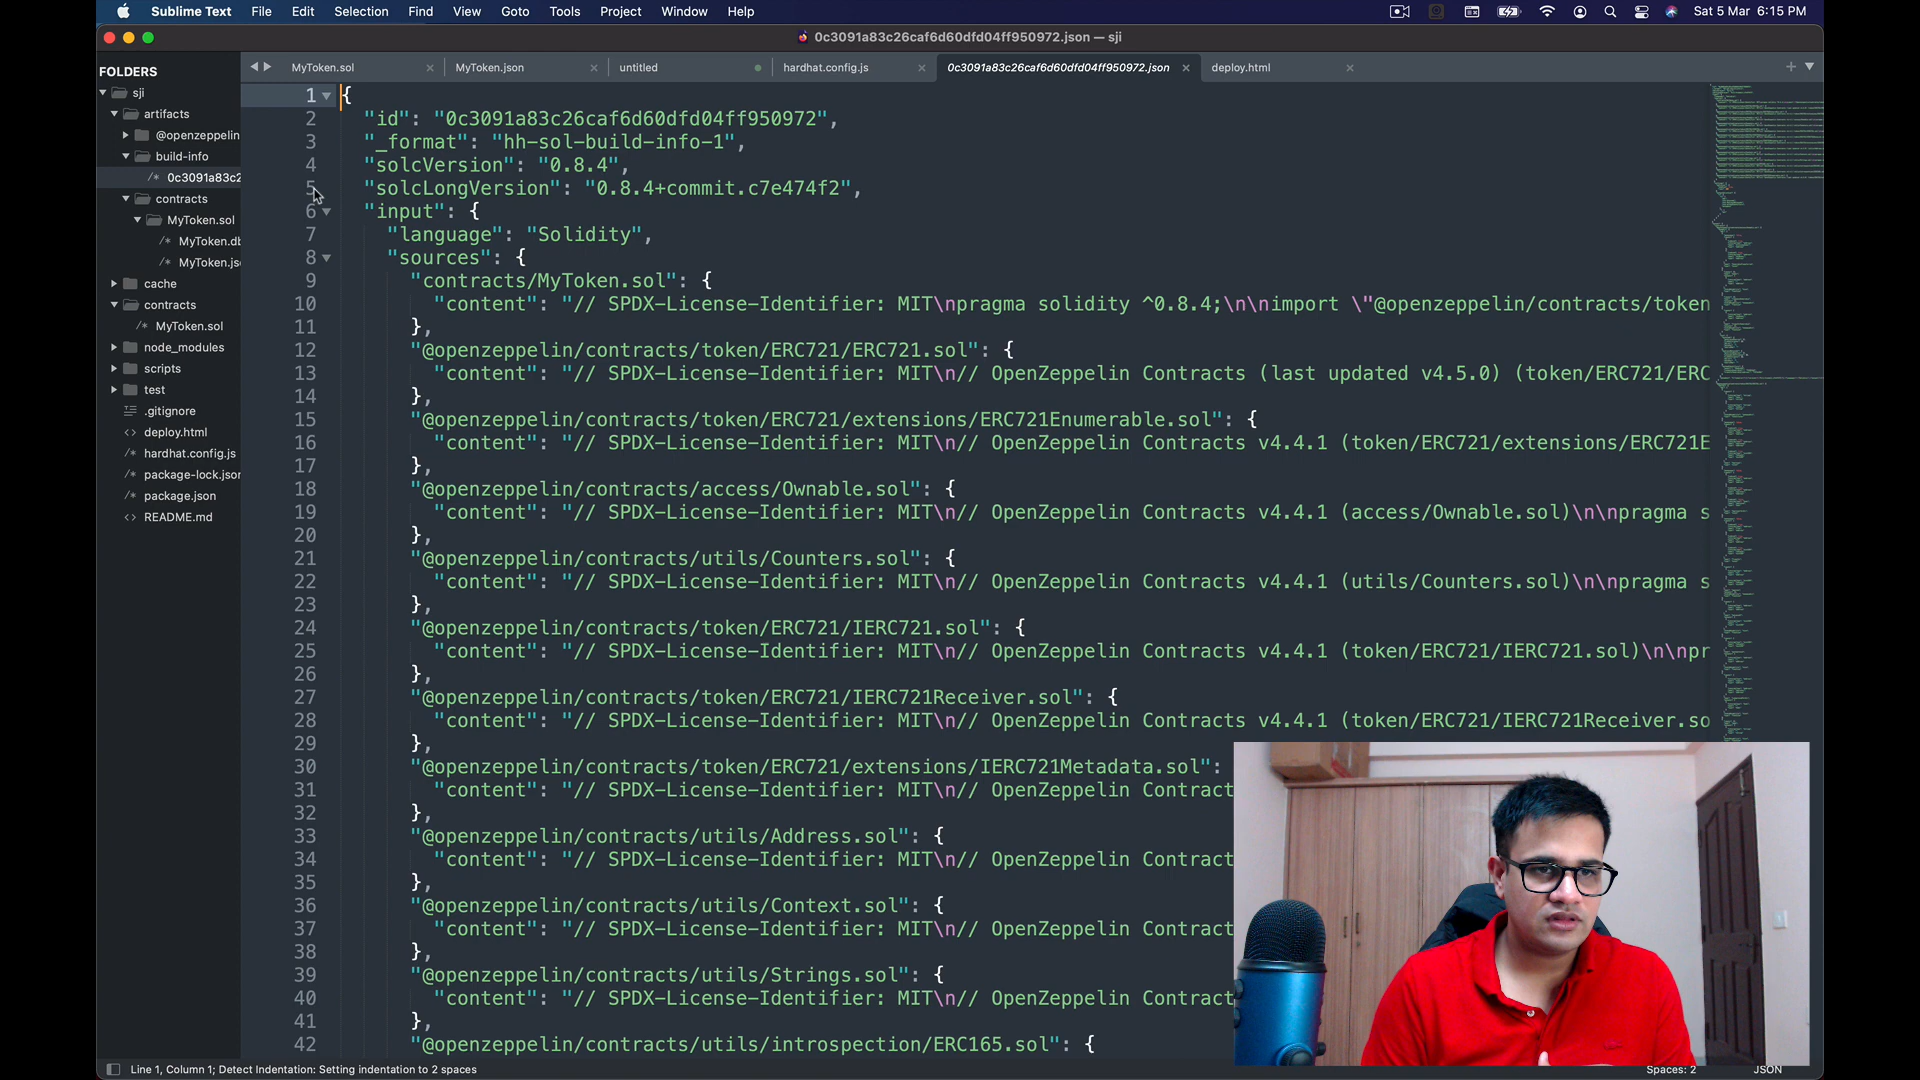 Sublime Text File Edit Selection Find View Goto Tools Project Window Help Sat 5 Mar 6:15 PM
0c3091a83c26caf6d60dfd04ff950972.json — sji
FOLDERS
sji
artifacts
@openzeppelin
build-info
0c3091a83c2
contracts
MyToken.sol
MyToken.db
MyToken.js
cache
contracts
MyToken.sol
node_modules
scripts
test
.gitignore
deploy.html
hardhat.config.js
package-lock.json
package.json
README.md
MyToken.sol MyToken.json untitled hardhat.config.js 0c3091a83c26caf6d60dfd04ff950972.json deploy.html
1 {
2 "id": "0c3091a83c26caf6d60dfd04ff950972",
3 "_format": "hh-sol-build-info-1",
4 "solcVersion": "0.8.4",
5 "solcLongVersion": "0.8.4+commit.c7e474f2",
6 "input": {
7 "language": "Solidity",
8 "sources": {
9 "contracts/MyToken.sol": {
10 "content": "// SPDX-License-Identifier: MIT\npragma solidity ^0.8.4;\n\nimport \"@openzeppelin/contracts/token
11 },
12 "@openzeppelin/contracts/token/ERC721/ERC721.sol": {
13 "content": "// SPDX-License-Identifier: MIT\n// OpenZeppelin Contracts (last updated v4.5.0) (token/ERC721/ERC
14 },
15 "@openzeppelin/contracts/token/ERC721/extensions/ERC721Enumerable.sol": {
16 "content": "// SPDX-License-Identifier: MIT\n// OpenZeppelin Contracts v4.4.1 (token/ERC721/extensions/ERC721E
17 },
18 "@openzeppelin/contracts/access/Ownable.sol": {
19 "content": "// SPDX-License-Identifier: MIT\n// OpenZeppelin Contracts v4.4.1 (access/Ownable.sol)\n\npragma s
20 },
21 "@openzeppelin/contracts/utils/Counters.sol": {
22 "content": "// SPDX-License-Identifier: MIT\n// OpenZeppelin Contracts v4.4.1 (utils/Counters.sol)\n\npragma s
23 },
24 "@openzeppelin/contracts/token/ERC721/IERC721.sol": {
25 "content": "// SPDX-License-Identifier: MIT\n// OpenZeppelin Contracts v4.4.1 (token/ERC721/IERC721.sol)\n\npr
26 },
27 "@openzeppelin/contracts/token/ERC721/IERC721Receiver.sol": {
28 "content": "// SPDX-License-Identifier: MIT\n// OpenZeppelin Contracts v4.4.1 (token/ERC721/IERC721Receiver.so
29 },
30 "@openzeppelin/contracts/token/ERC721/extensions/IERC721Metadata.sol":
31 "content": "// SPDX-License-Identifier: MIT\n// OpenZeppelin Contract
32 },
33 "@openzeppelin/contracts/utils/Address.sol": {
34 "content": "// SPDX-License-Identifier: MIT\n// OpenZeppelin Contract
35 },
36 "@openzeppelin/contracts/utils/Context.sol": {
37 "content": "// SPDX-License-Identifier: MIT\n// OpenZeppelin Contract
38 },
39 "@openzeppelin/contracts/utils/Strings.sol": {
40 "content": "// SPDX-License-Identifier: MIT\n// OpenZeppelin Contract
41 },
42 "@openzeppelin/contracts/utils/introspection/ERC165.sol": {
Line 1, Column 1; Detect Indentation: Setting indentation to 2 spaces Spaces: 2 JSON